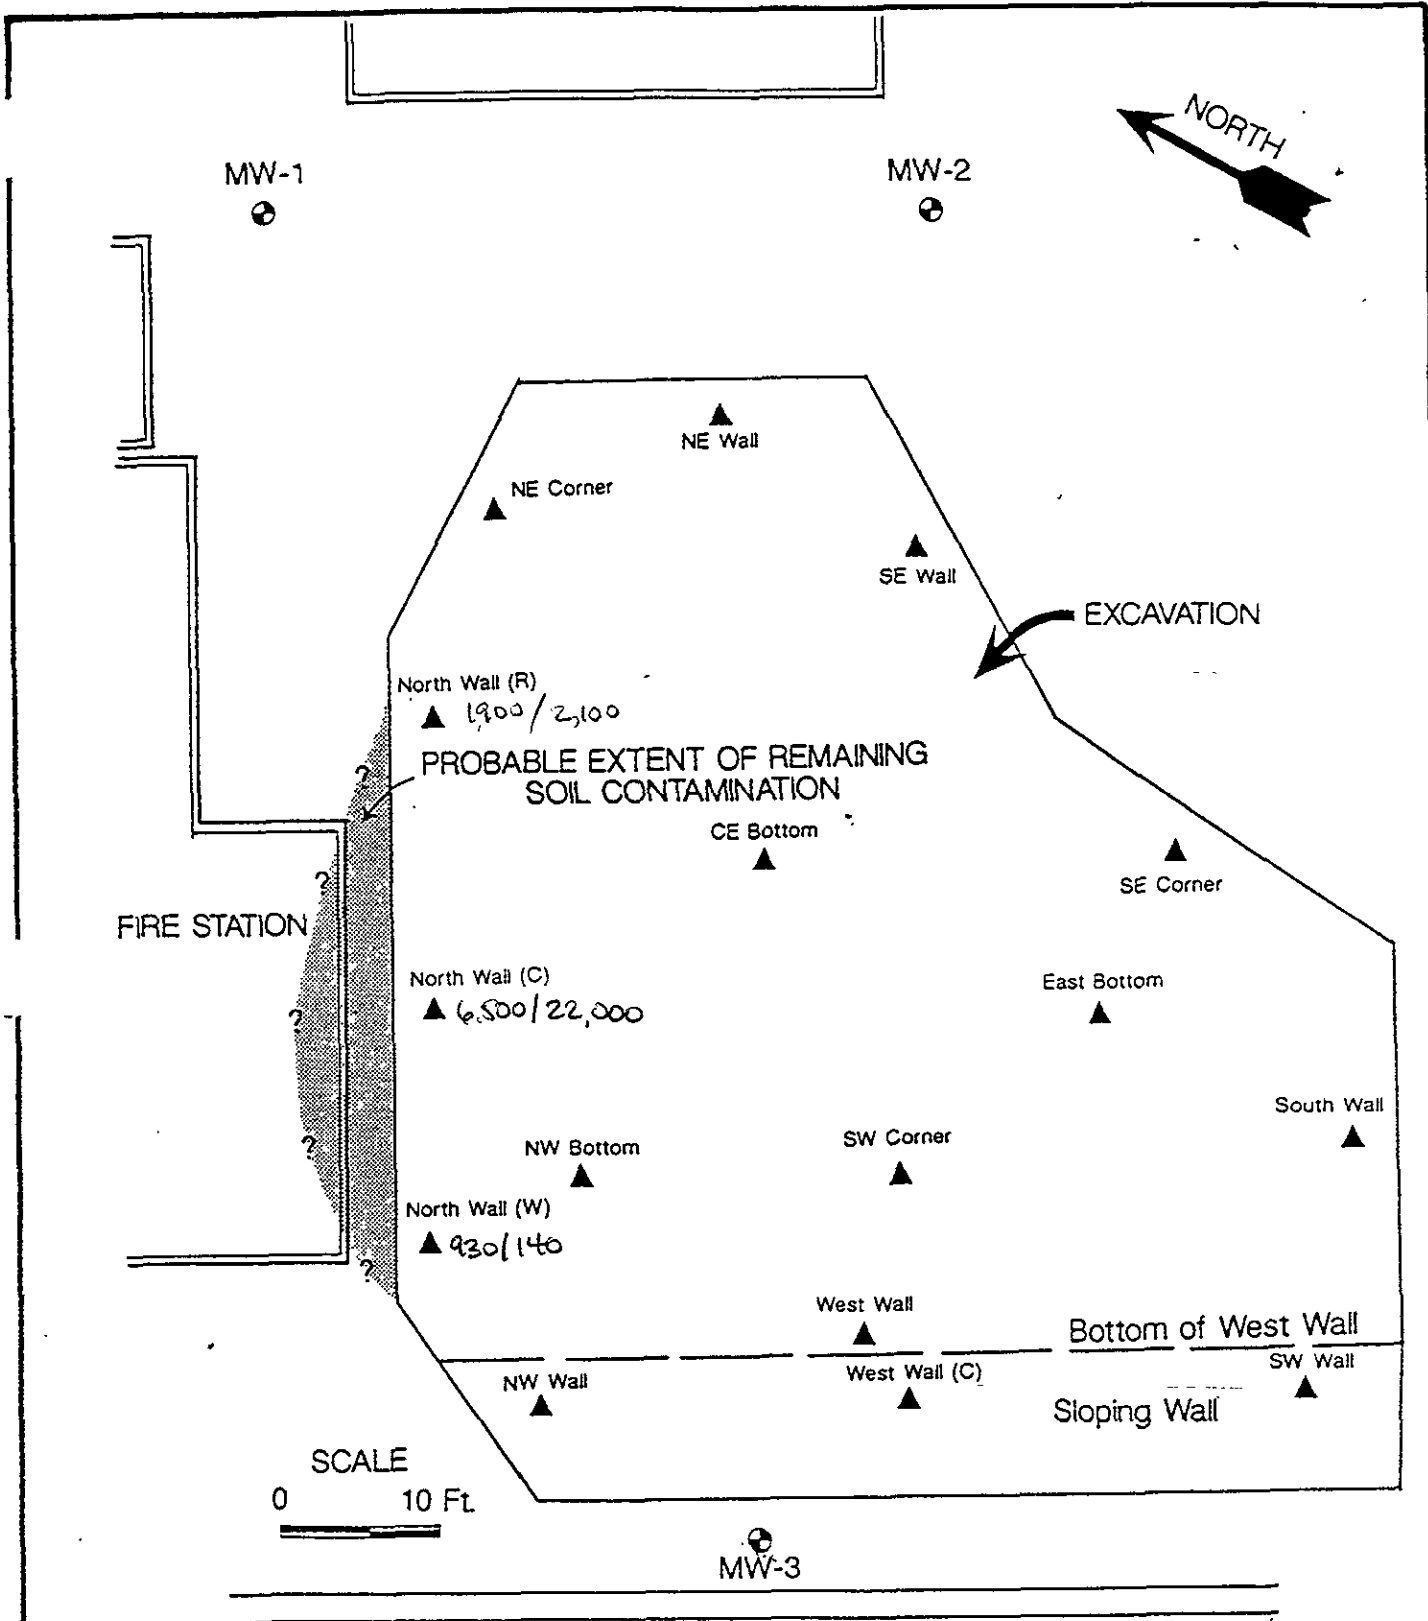 NORTH
MW-1
MW-2
NE Wall
NE Corner
SE Wall
EXCAVATION
North Wall (R)
1,900/2,100
?
PROBABLE EXTENT OF REMAINING
SOIL CONTAMINATION
CE Bottom
?
SE Corner
FIRE STATION
North Wall (C)
6,500/22,000
East Bottom
?
South Wall
?
NW Bottom
SW Corner
North Wall (W)
930/140
?
West Wall
Bottom of West Wall
NW Wall
West Wall (C)
SW Wall
Sloping Wall
SCALE
0 10 Ft.
MW-3